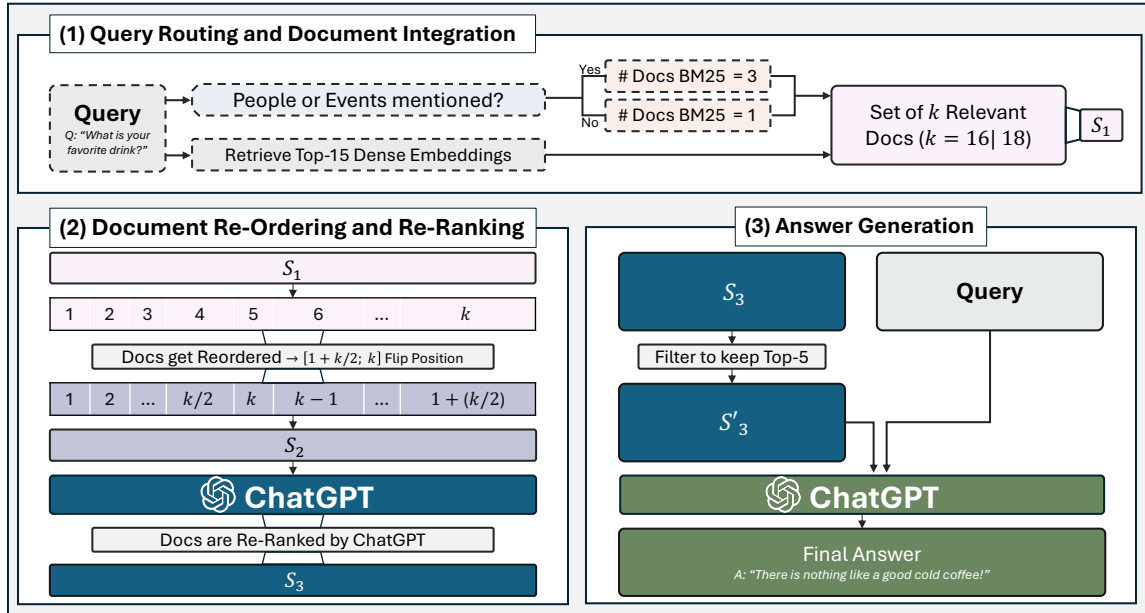 (1) Query Routing and Document Integration
Query
Q: "What is your
favorite drink?"
People or Events mentioned?
Yes
No
# Docs BM25 = 3
# Docs BM25 = 1
Retrieve Top-15 Dense Embeddings
Set of k Relevant
Docs (k = 16| 18)
S₁
(2) Document Re-Ordering and Re-Ranking
S₁
1 2 3 4 5 6 ... k
Docs get Reordered → [1 + k/2; k] Flip Position
1 2 ... k/2 k k − 1 ... 1 + (k/2)
S₂
ChatGPT
Docs are Re-Ranked by ChatGPT
S₃
(3) Answer Generation
S₃
Query
Filter to keep Top-5
S'₃
ChatGPT
Final Answer
A: "There is nothing like a good cold coffee!"